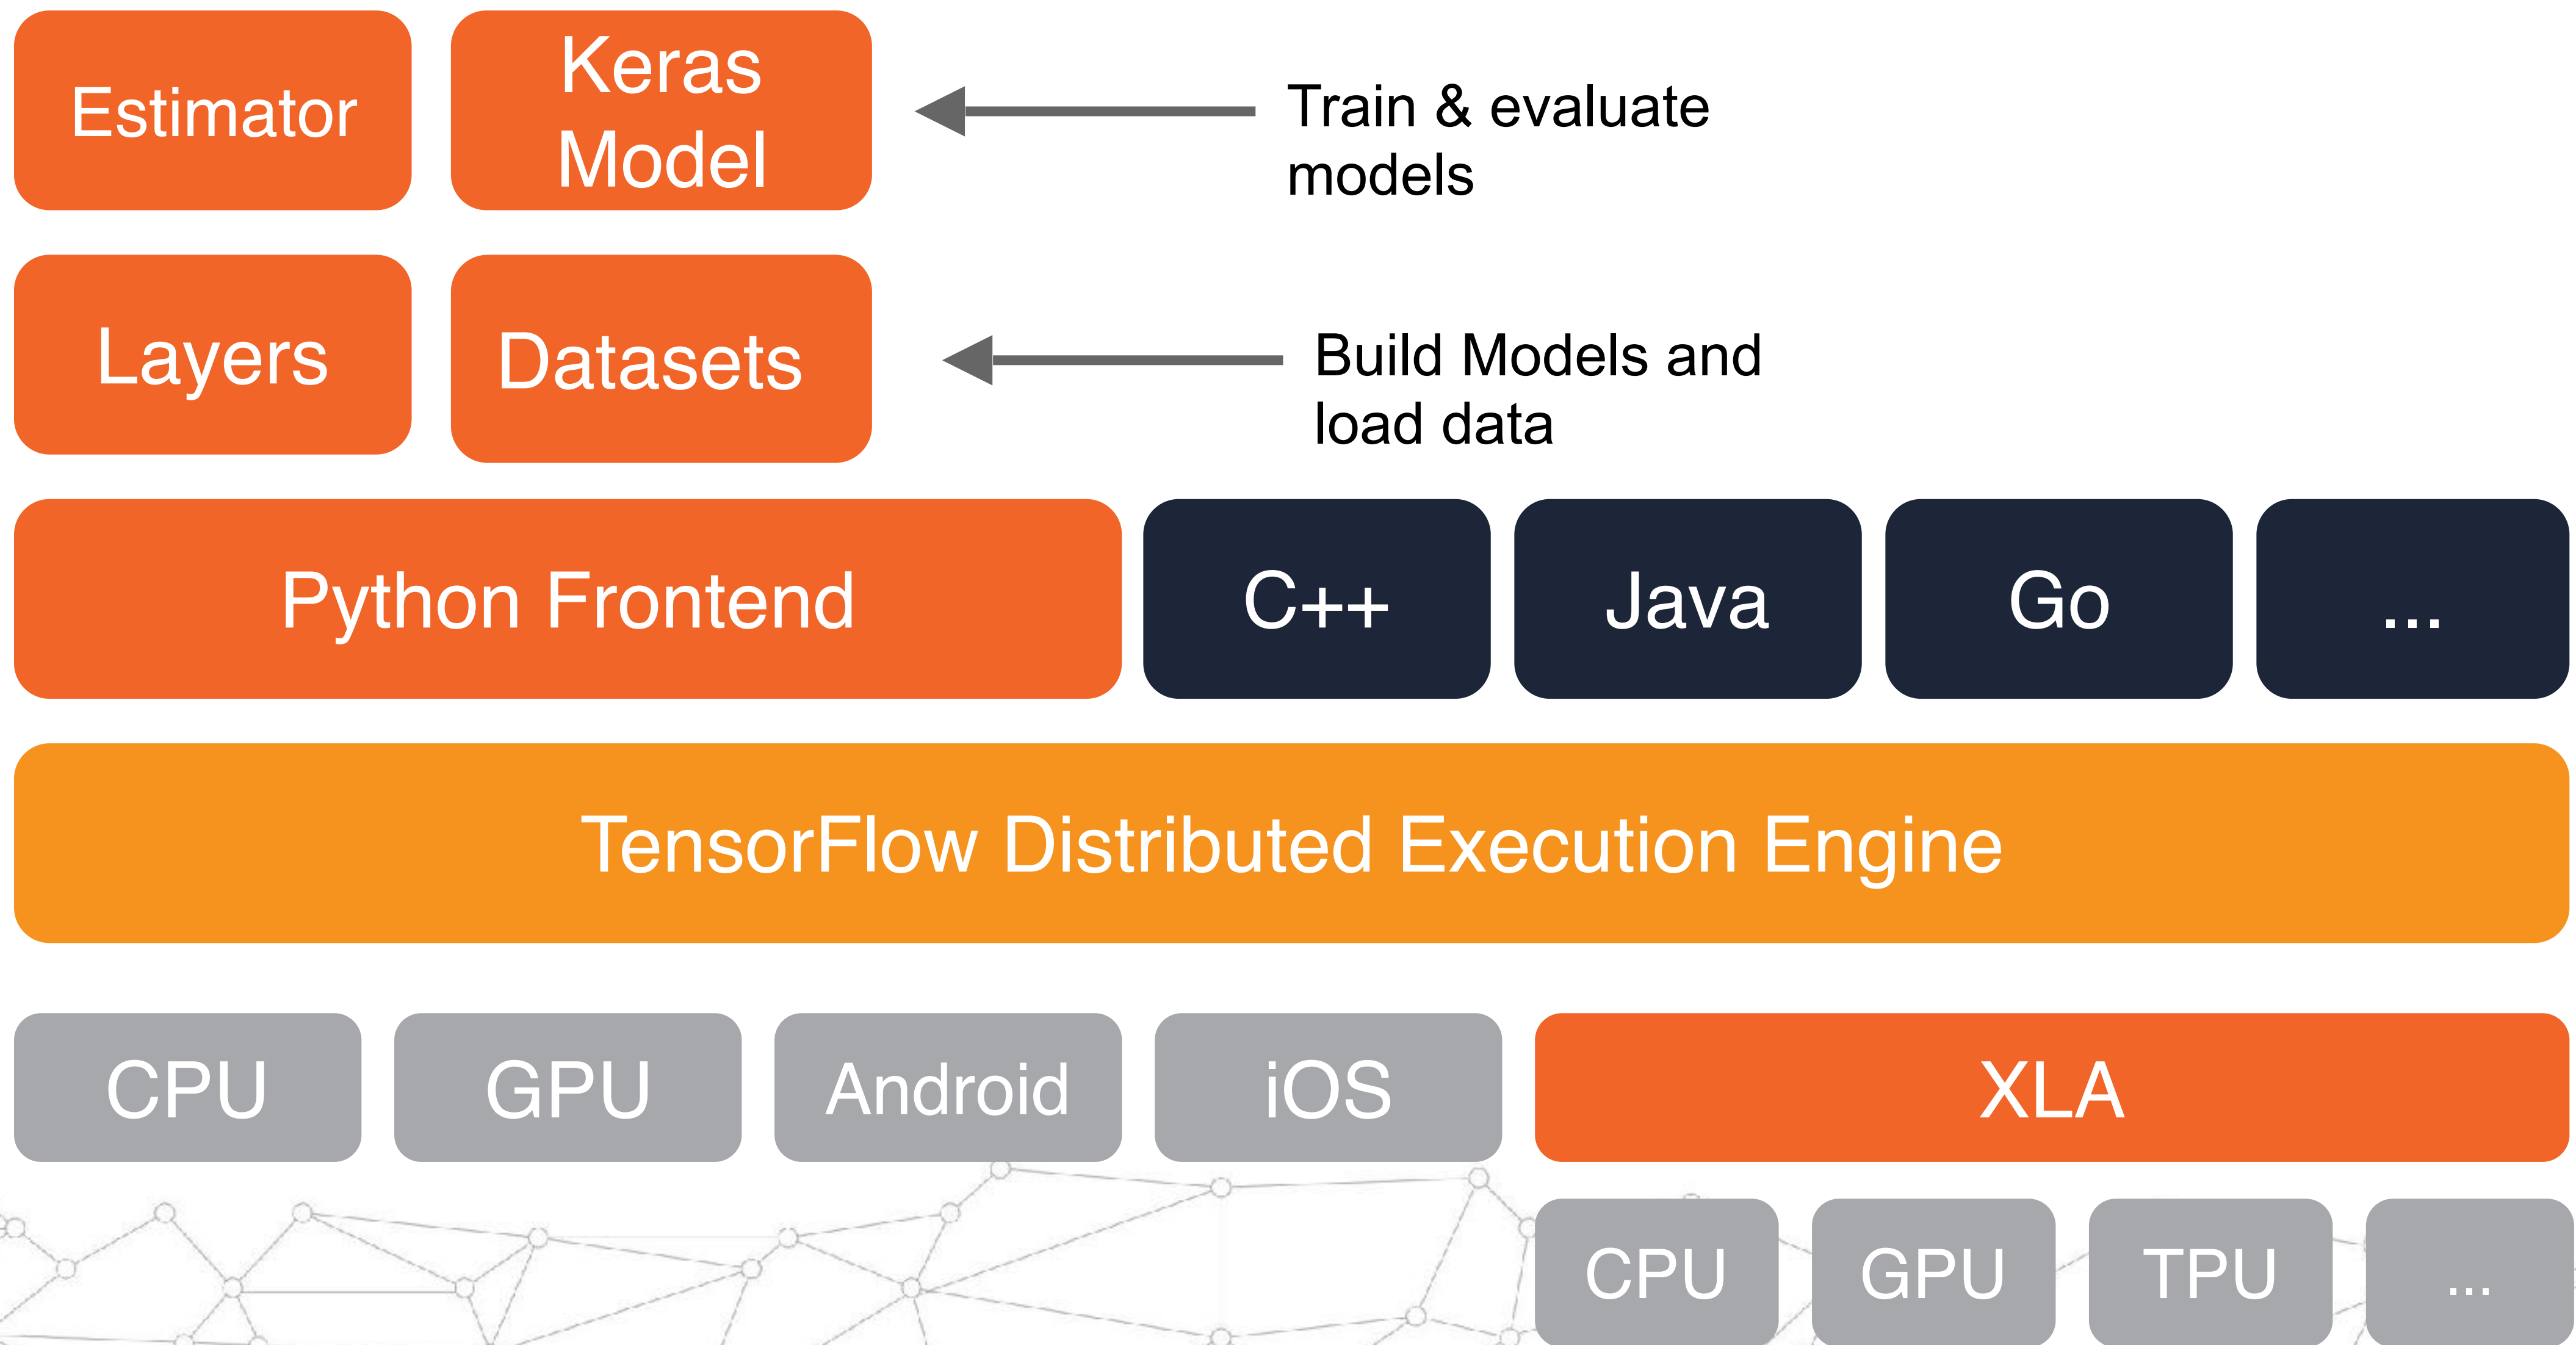 Estimator
Keras
Model
Train & evaluate
models
Layers
Datasets
Build Models and
load data
Python Frontend
C++
Java
Go
...
TensorFlow Distributed Execution Engine
CPU
GPU
Android
iOS
XLA
CPU
GPU
TPU
...